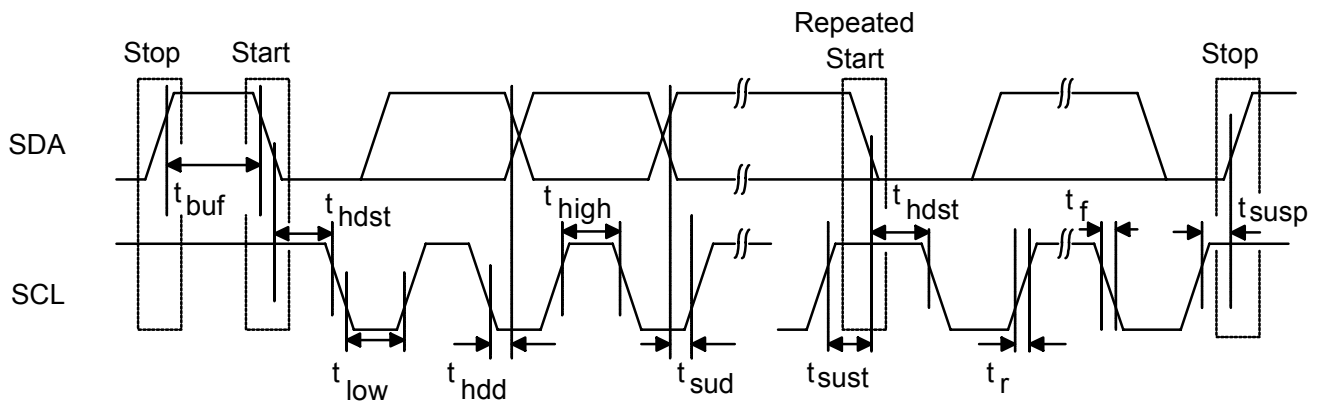 Repeated
Stop Start Start Stop
SDA
t buf
t hdst
t high
t hdst
t f
t susp
SCL
t low
t hdd
t sud
t sust
t r